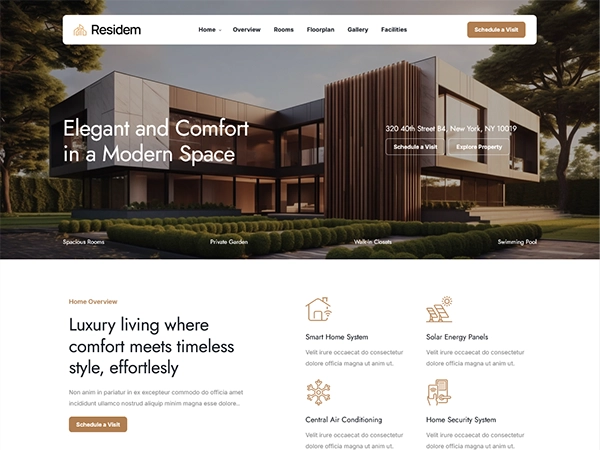 Residem
Home
Overview
Rooms
Floorplan
Gallery
Facilities
Schedule a Visit
Elegant and Comfort
in a Modern Space
320 40th Street B4, New York, NY 10019
Schedule a Visit
Explore Property
Spacious Rooms
Private Garden
Walk-in Closets
Swimming Pool
Home Overview
Luxury living where
comfort meets timeless
style, effortlesly
Non anim in pariatur in ex excepteur commodo do officia amet
incididunt ullamco nostrud aliquip minim magna esse dolore...
Schedule a Visit
Smart Home System
Velit irure occaecat do consectetur
dolore officia magna ut anim ut.
Solar Energy Panels
Velit irure occaecat do consectetur
dolore officia magna ut anim ut.
Central Air Conditioning
Velit irure occaecat do consectetur
dolore officia magna ut anim ut.
Home Security System
Velit irure occaecat do consectetur
dolore officia magna ut anim ut.